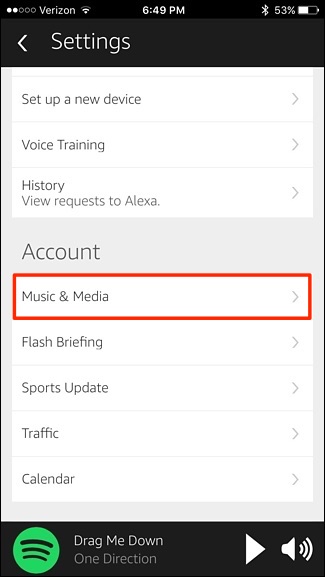 Verizon 6:49 PM 53%
Settings
Set up a new device
Voice Training
History
View requests to Alexa.
Account
Music & Media
Flash Briefing
Sports Update
Traffic
Calendar
Drag Me Down
One Direction